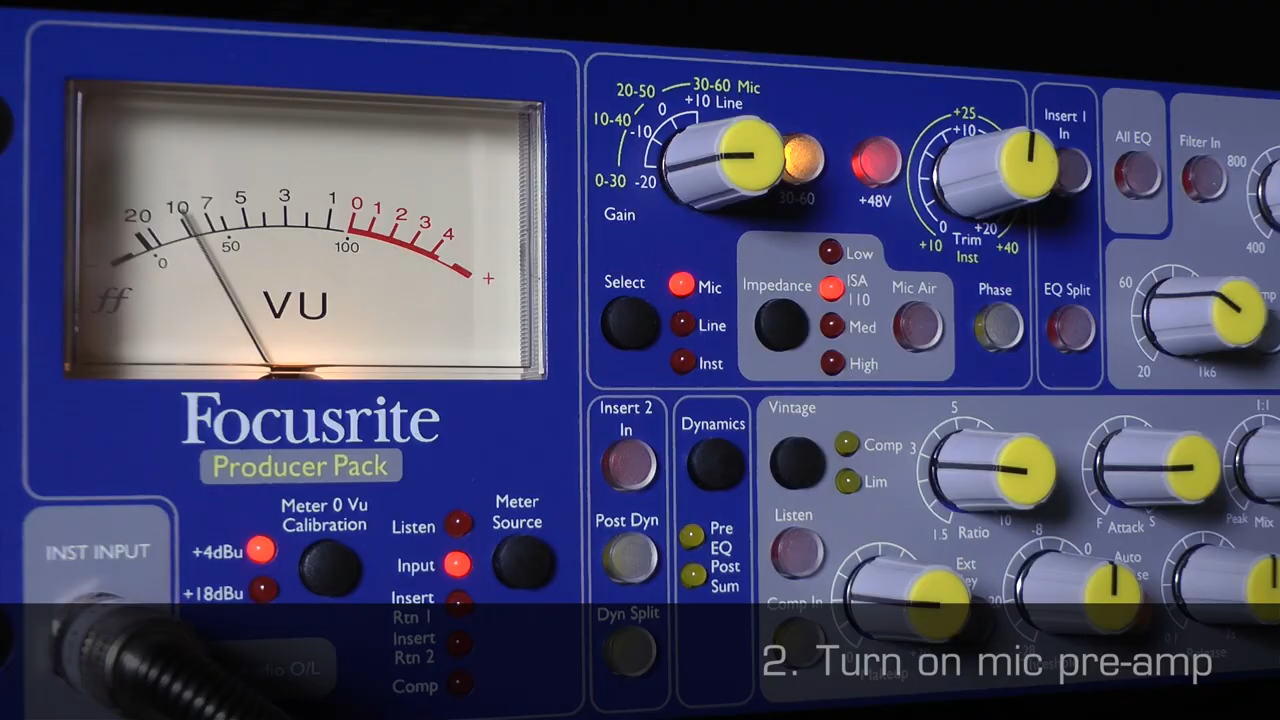 20 10 7 5 3 1 0 1 2 3 4
0 50 100
- +
ff
VU
Focusrite
Producer Pack
INST INPUT
Meter 0 Vu
Calibration
+4dBu
+18dBu
Meter
Source
Listen
Input
Insert
Rtn 1
Insert
Rtn 2
Comp
30-60 Mic
20-50
10-40
0-30
+10 Line
0
-10
-20
Gain
30-60
+48V
+25
+10
0
+20
+10
+40
Trim
Inst
Insert 1
In
All EQ
Filter In
800
400
Select
Mic
Line
Inst
Impedance
Low
ISA
110
Med
High
Mic Air
Phase
EQ Split
60
20
1k6
Insert 2
In
Post Dyn
Dyn Split
Dynamics
Pre
EQ
Post
Sum
Vintage
Comp
Lim
Listen
Comp In
5
3
1.5
10
Ratio
F
S
Attack
1:1
Peak
Mix
Ext
-8
0
Auto
2. Turn on mic pre-amp